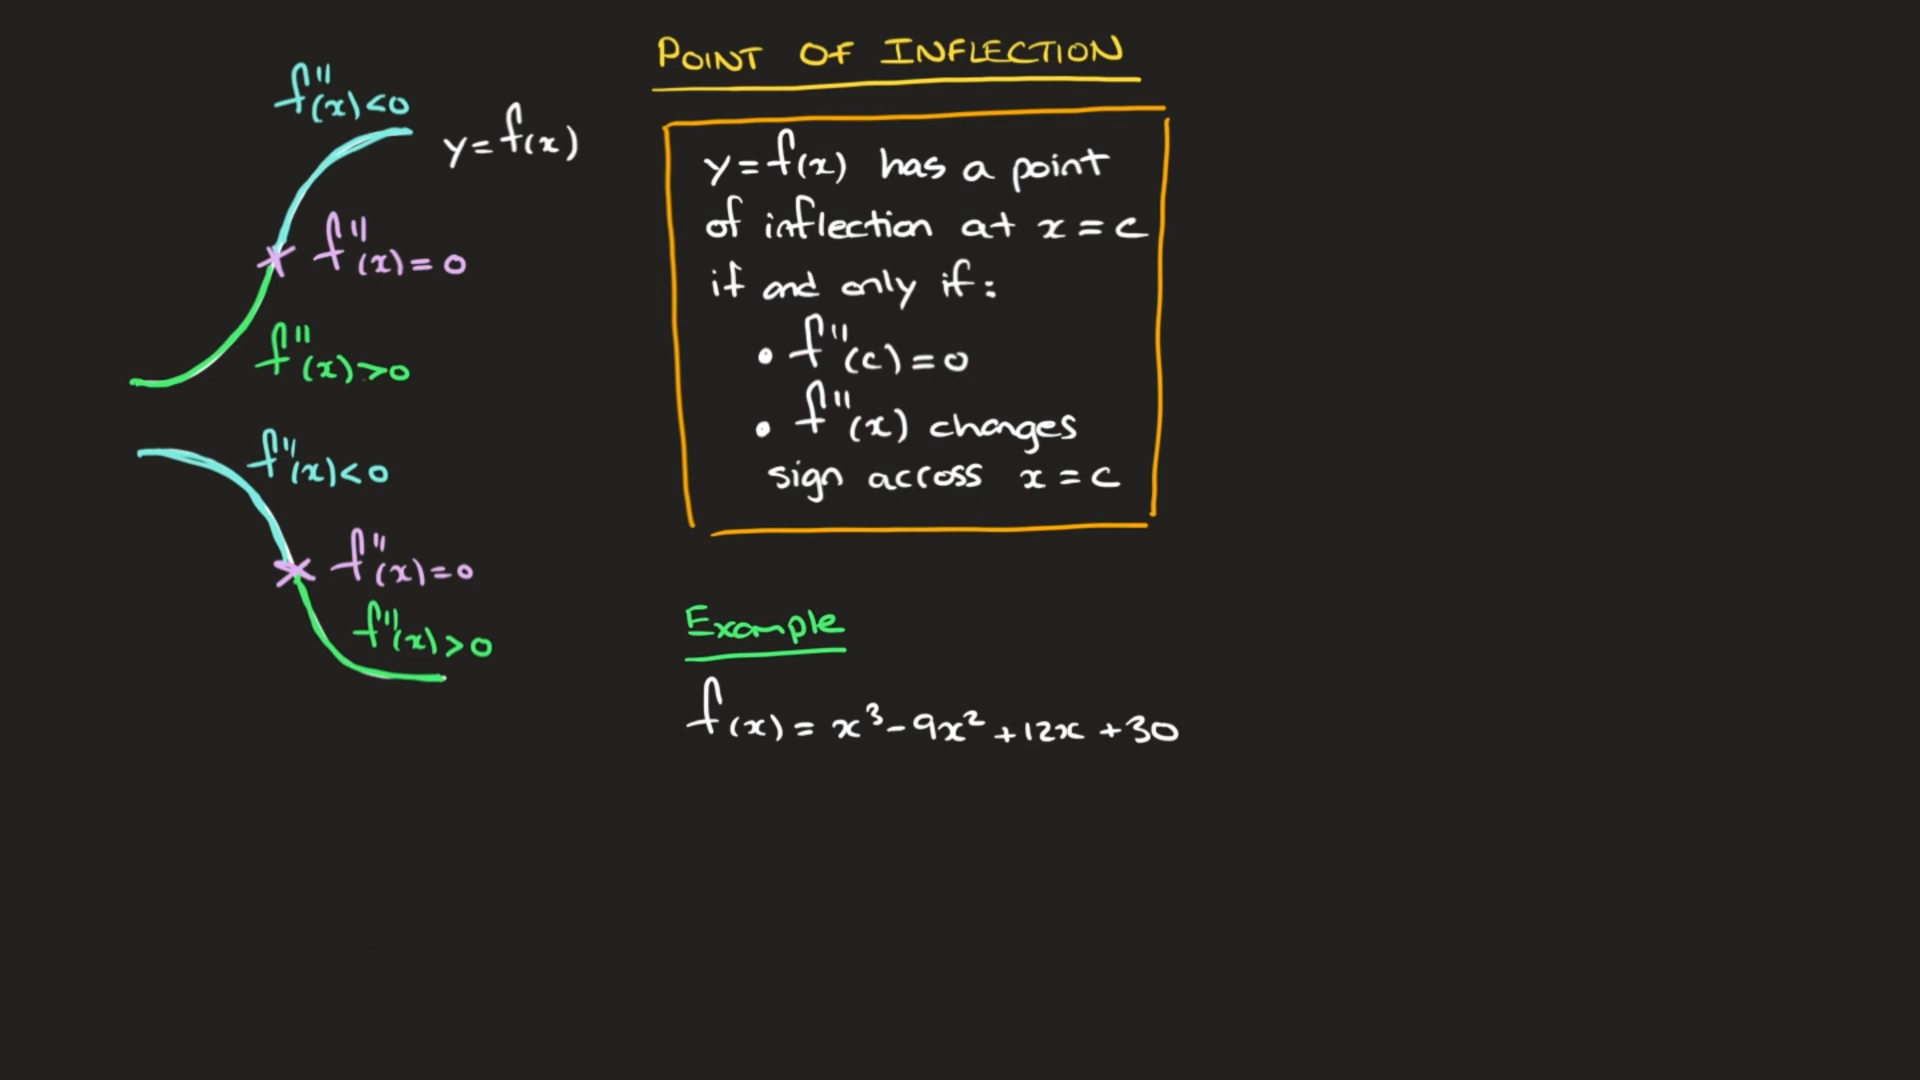 f''(x)<0
y=f(x)
f''(x)=0
f''(x)>0
f''(x)<0
f''(x)=0
f''(x)>0
POINT OF INFLECTION
y=f(x) has a point
of inflection at x=c
if and only if:
• f''(c)=0
• f''(x) changes
sign across x=c
Example
f(x)=x³-9x²+12x+30